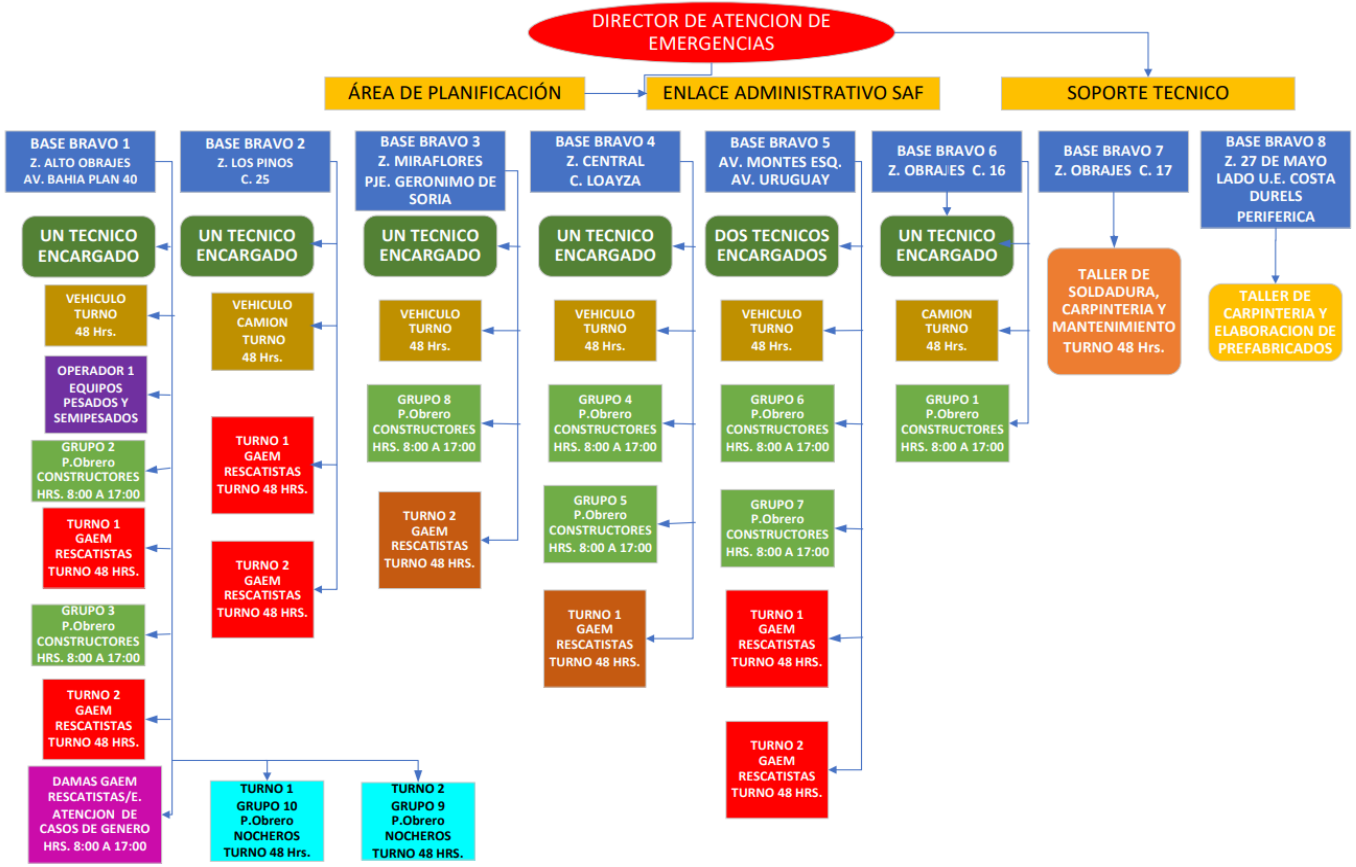 DIRECTOR DE ATENCION DE
EMERGENCIAS
ÁREA DE PLANIFICACIÓN
ENLACE ADMINISTRATIVO SAF
SOPORTE TECNICO
BASE BRAVO 1
Z. ALTO OBRAJES
AV. BAHIA PLAN 40
UN TECNICO
ENCARGADO
VEHICULO
TURNO
48 Hrs.
OPERADOR 1
EQUIPOS
PESADOS Y
SEMIPESADOS
GRUPO 2
P.Obrero
CONSTRUCTORES
HRS. 8:00 A 17:00
TURNO 1
GAEM
RESCATISTAS
TURNO 48 HRS.
GRUPO 3
P.Obrero
CONSTRUCTORES
HRS. 8:00 A 17:00
TURNO 2
GAEM
RESCATISTAS
TURNO 48 HRS.
DAMAS GAEM
RESCATISTAS/E.
ATENCJON DE
CASOS DE GENERO
HRS. 8:00 A 17:00
TURNO 1
GRUPO 10
P.Obrero
NOCHEROS
TURNO 48 Hrs.
TURNO 2
GRUPO 9
P.Obrero
NOCHEROS
TURNO 48 HRS.
BASE BRAVO 2
Z. LOS PINOS
C. 25
UN TECNICO
ENCARGADO
VEHICULO
CAMION
TURNO
48 Hrs.
TURNO 1
GAEM
RESCATISTAS
TURNO 48 HRS.
TURNO 2
GAEM
RESCATISTAS
TURNO 48 HRS.
BASE BRAVO 3
Z. MIRAFLORES
PJE. GERONIMO DE
SORIA
UN TECNICO
ENCARGADO
VEHICULO
TURNO
48 Hrs.
GRUPO 8
P.Obrero
CONSTRUCTORES
HRS. 8:00 A 17:00
TURNO 2
GAEM
RESCATISTAS
TURNO 48 HRS.
BASE BRAVO 4
Z. CENTRAL
C. LOAYZA
UN TECNICO
ENCARGADO
VEHICULO
TURNO
48 Hrs.
GRUPO 4
P.Obrero
CONSTRUCTORES
HRS. 8:00 A 17:00
GRUPO 5
P.Obrero
CONSTRUCTORES
HRS. 8:00 A 17:00
TURNO 1
GAEM
RESCATISTAS
TURNO 48 HRS.
BASE BRAVO 5
AV. MONTES ESQ.
AV. URUGUAY
DOS TECNICOS
ENCARGADOS
VEHICULO
TURNO
48 Hrs.
GRUPO 6
P.Obrero
CONSTRUCTORES
HRS. 8:00 A 17:00
GRUPO 7
P.Obrero
CONSTRUCTORES
HRS. 8:00 A 17:00
TURNO 1
GAEM
RESCATISTAS
TURNO 48 HRS.
TURNO 2
GAEM
RESCATISTAS
TURNO 48 HRS.
BASE BRAVO 6
Z. OBRAJES C. 16
UN TECNICO
ENCARGADO
CAMION
TURNO
48 Hrs.
GRUPO 1
P.Obrero
CONSTRUCTORES
HRS. 8:00 A 17:00
BASE BRAVO 7
Z. OBRAJES C. 17
TALLER DE
SOLDADURA,
CARPINTERIA Y
MANTENIMIENTO
TURNO 48 Hrs.
BASE BRAVO 8
Z. 27 DE MAYO
LADO U.E. COSTA
DURELS
PERIFERICA
TALLER DE
CARPINTERIA Y
ELABORACION DE
PREFABRICADOS